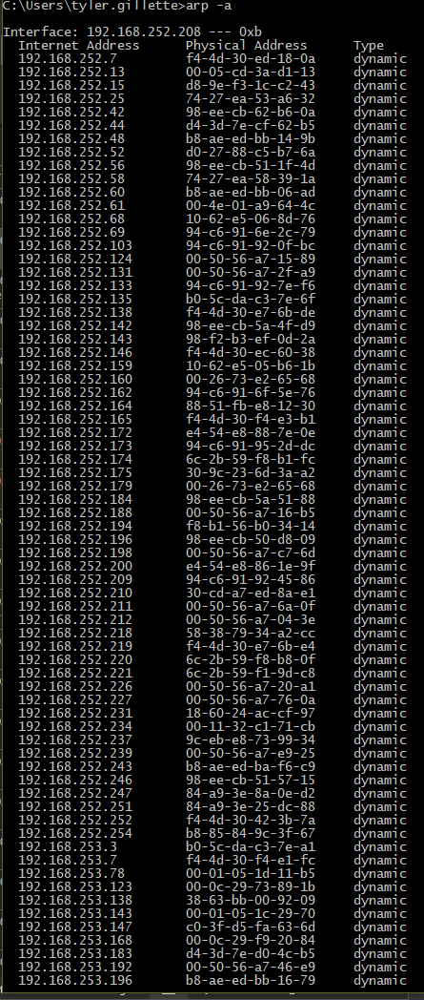 C:\Users\tyler.gillette>arp -a
Interface: 192.168.252.208 --- 0xb
Internet Address Physical Address Type
192.168.252.7 f4-4d-30-ed-18-0a dynamic
192.168.252.13 00-05-cd-3a-d1-13 dynamic
192.168.252.15 d8-9e-f3-1c-c2-43 dynamic
192.168.252.25 74-27-ea-53-a6-32 dynamic
192.168.252.42 98-ee-cb-62-b6-0a dynamic
192.168.252.44 d4-3d-7e-cf-62-b5 dynamic
192.168.252.48 b8-ae-ed-bb-14-9b dynamic
192.168.252.52 d0-27-88-c5-b7-6a dynamic
192.168.252.56 98-ee-cb-51-1f-4d dynamic
192.168.252.58 74-27-ea-58-39-1a dynamic
192.168.252.60 b8-ae-ed-bb-06-ad dynamic
192.168.252.61 00-4e-01-a9-64-4c dynamic
192.168.252.68 10-62-e5-06-8d-76 dynamic
192.168.252.69 94-c6-91-6e-2c-79 dynamic
192.168.252.103 94-c6-91-92-0f-bc dynamic
192.168.252.124 00-50-56-a7-15-89 dynamic
192.168.252.131 00-50-56-a7-2f-a9 dynamic
192.168.252.133 94-c6-91-92-7e-f6 dynamic
192.168.252.135 b0-5c-da-c3-7e-6f dynamic
192.168.252.138 f4-4d-30-e7-6b-de dynamic
192.168.252.142 98-ee-cb-5a-4f-d9 dynamic
192.168.252.143 98-f2-b3-ef-0d-2a dynamic
192.168.252.146 f4-4d-30-ec-60-38 dynamic
192.168.252.159 10-62-e5-05-b6-1b dynamic
192.168.252.160 00-26-73-e2-65-68 dynamic
192.168.252.162 94-c6-91-6f-5e-76 dynamic
192.168.252.164 88-51-fb-e8-12-30 dynamic
192.168.252.165 f4-4d-30-f4-e3-b1 dynamic
192.168.252.172 e4-54-e8-88-7e-0e dynamic
192.168.252.173 94-c6-91-95-2d-dc dynamic
192.168.252.174 6c-2b-59-f8-b1-fc dynamic
192.168.252.175 30-9c-23-6d-3a-a2 dynamic
192.168.252.179 00-26-73-e2-65-68 dynamic
192.168.252.184 98-ee-cb-5a-51-88 dynamic
192.168.252.188 00-50-56-a7-16-b5 dynamic
192.168.252.194 f8-b1-56-b0-34-14 dynamic
192.168.252.196 98-ee-cb-50-d8-09 dynamic
192.168.252.198 00-50-56-a7-c7-6d dynamic
192.168.252.200 e4-54-e8-86-1e-9f dynamic
192.168.252.209 94-c6-91-92-45-86 dynamic
192.168.252.210 30-cd-a7-ed-8a-e1 dynamic
192.168.252.211 00-50-56-a7-6a-0f dynamic
192.168.252.212 00-50-56-a7-04-3e dynamic
192.168.252.218 58-38-79-34-a2-cc dynamic
192.168.252.219 f4-4d-30-e7-6b-e4 dynamic
192.168.252.220 6c-2b-59-f8-b8-0f dynamic
192.168.252.221 6c-2b-59-f1-9d-c8 dynamic
192.168.252.226 00-50-56-a7-20-a1 dynamic
192.168.252.227 00-50-56-a7-76-0a dynamic
192.168.252.231 18-60-24-ac-cf-97 dynamic
192.168.252.234 00-11-32-c1-71-cb dynamic
192.168.252.237 9c-eb-e8-73-99-34 dynamic
192.168.252.239 00-50-56-a7-e9-25 dynamic
192.168.252.243 b8-ae-ed-ba-f6-c9 dynamic
192.168.252.246 98-ee-cb-51-57-15 dynamic
192.168.252.247 84-a9-3e-8a-0e-d2 dynamic
192.168.252.251 84-a9-3e-25-dc-88 dynamic
192.168.252.252 f4-4d-30-42-3b-7a dynamic
192.168.252.254 b8-85-84-9c-3f-67 dynamic
192.168.253.3 b0-5c-da-c3-7e-a1 dynamic
192.168.253.7 f4-4d-30-f4-e1-fc dynamic
192.168.253.78 00-01-05-1d-11-b5 dynamic
192.168.253.123 00-0c-29-73-89-1b dynamic
192.168.253.138 38-63-bb-00-92-09 dynamic
192.168.253.143 00-01-05-1c-29-70 dynamic
192.168.253.147 c0-3f-d5-fa-63-6d dynamic
192.168.253.168 00-0c-29-f9-20-84 dynamic
192.168.253.183 d4-3d-7e-d0-4c-b5 dynamic
192.168.253.192 00-50-56-a7-46-e9 dynamic
192.168.253.196 b8-ae-ed-bb-16-79 dynamic